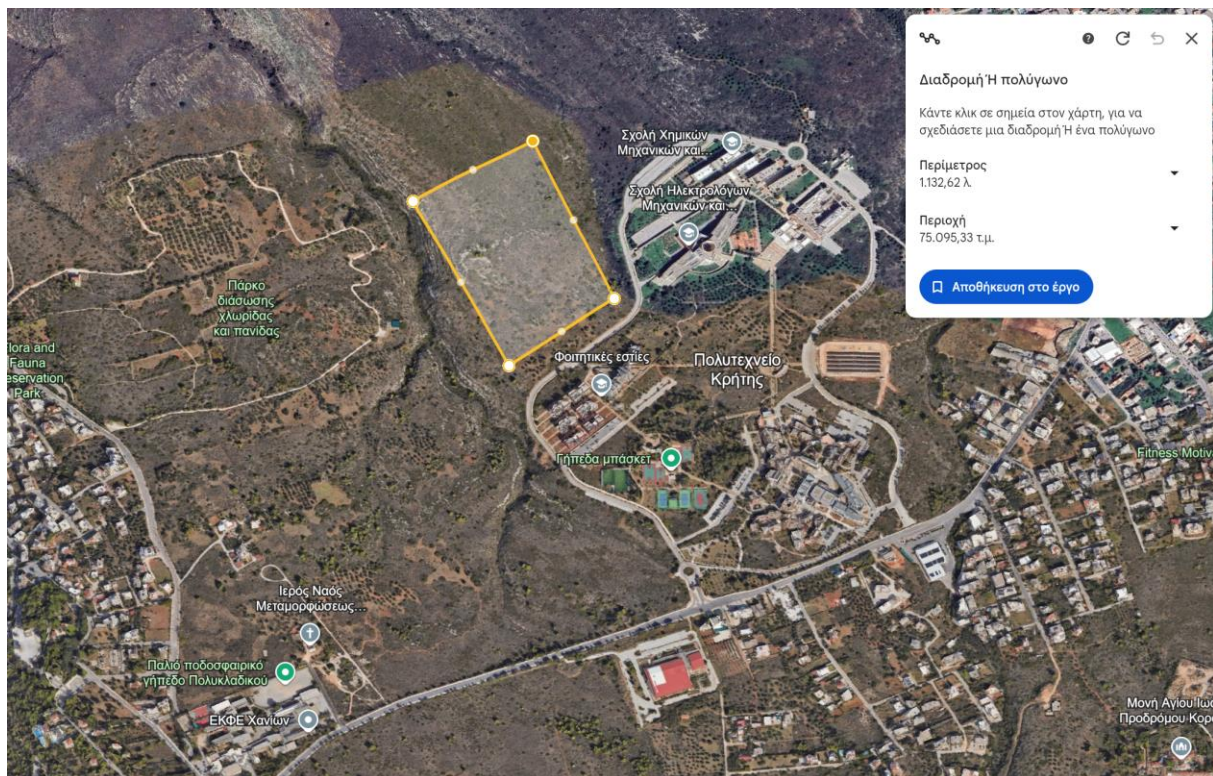 Διαδρομή Ή πολύγωνο
Κάντε κλικ σε σημεία στον χάρτη, για να
σχεδιάσετε μια διαδρομή Ή ένα πολύγωνο
Περίμετρος
1.132,62 λ.
Περιοχή
75.095,33 τ.μ.
Αποθήκευση στο έργο
Σχολή Χημικών
Μηχανικών και...
Σχολή Ηλεκτρολόγων
Μηχανικών και...
Πάρκο
διάσωσης
χλωρίδας
και πανίδας
Flora and
Fauna
Reservation
Park
Φοιτητικές εστίες
Πολυτεχνείο
Κρήτης
Γήπεδα μπάσκετ
Fitness Motiv
Ιερός Ναός
Μεταμορφώσεως...
Παλιό ποδοσφαιρικό
γήπεδο Πολυκλαδικού
ΕΚΦΕ Χανίων
Μονή Αγίου Ιωά
Προδρόμου Κορ